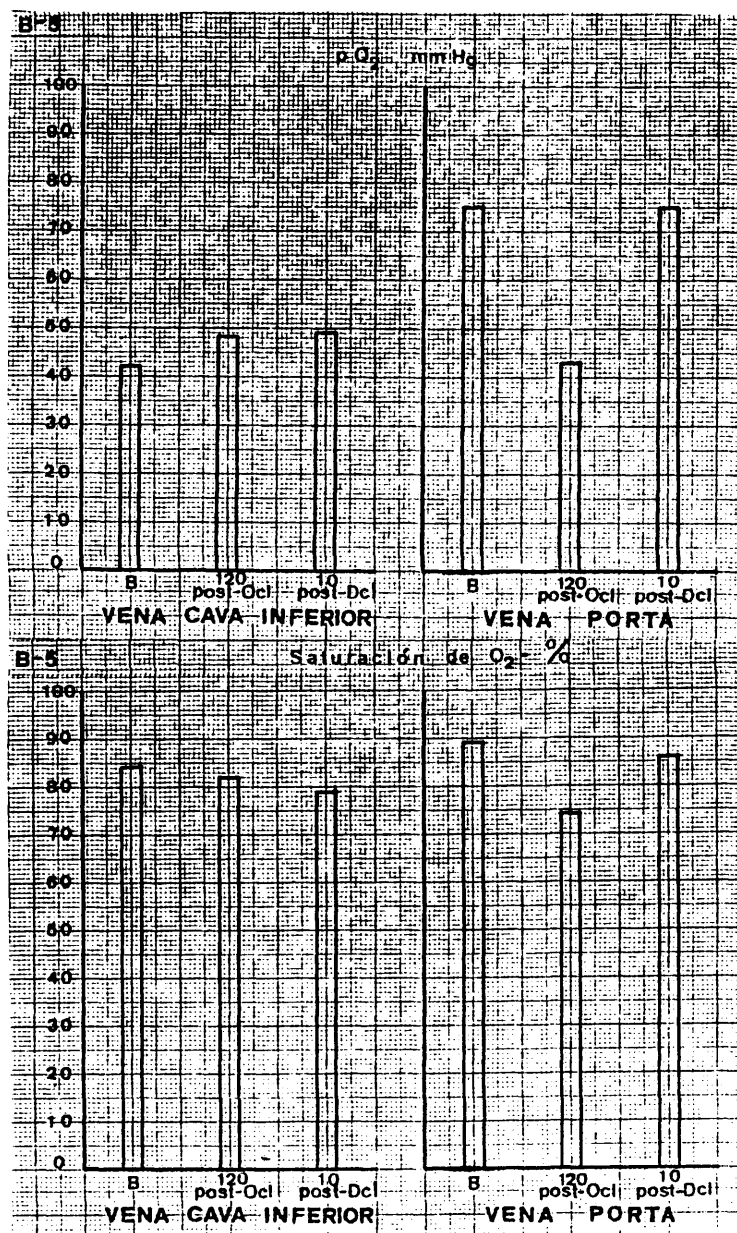 B-5
pO₂, mmHg
100
90
80
70
60
50
40
30
20
10
0
B 120 post-Ocl 10 post-Dcl
VENA CAVA INFERIOR
B 120 post-Ocl 10 post-Dcl
VENA PORTA
B-5
Saturación de O₂- %
100
90
80
70
60
50
40
30
20
10
0
B 120 post-Ocl 10 post-Dcl
VENA CAVA INFERIOR
B 120 post-Ocl 10 post-Dcl
VENA PORTA